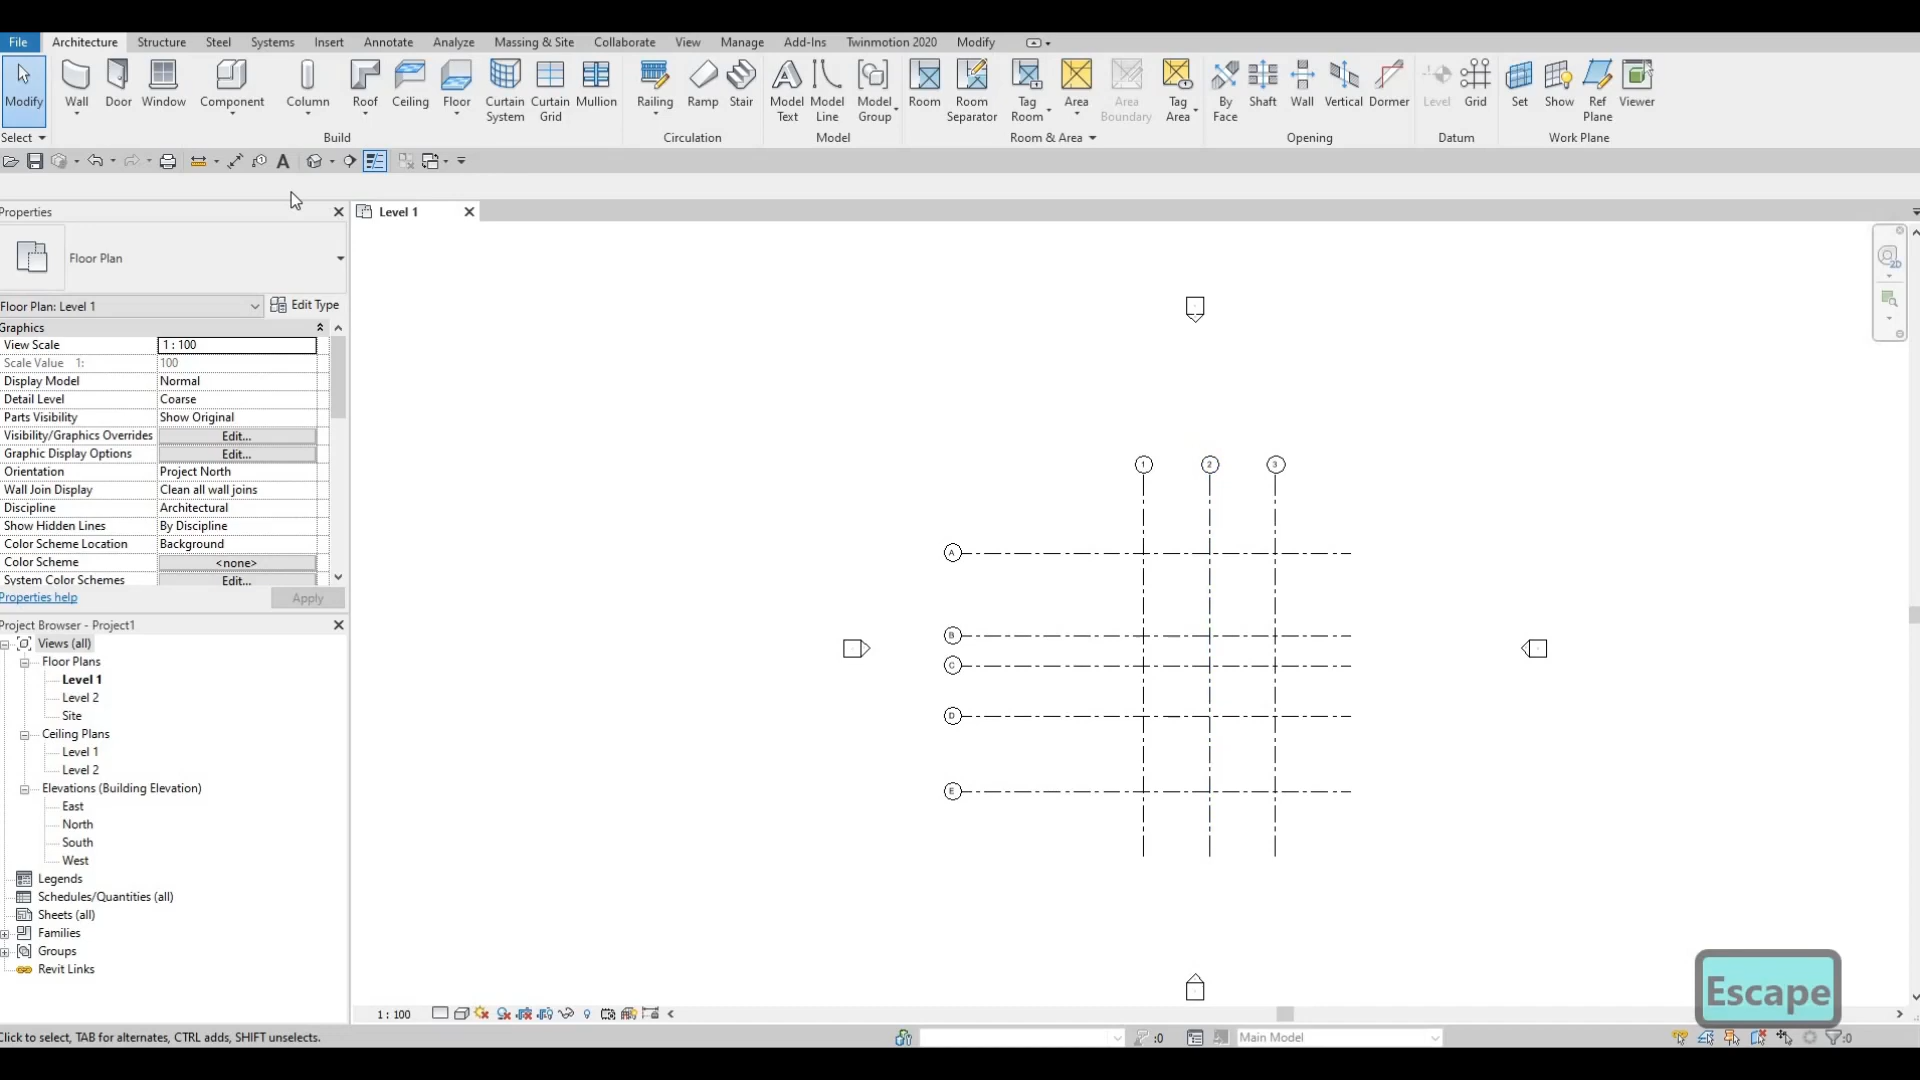 File Architecture Structure Steel Systems Insert Annotate Analyze Massing & Site Collaborate View Manage Add-Ins Twinmotion 2020 Modify
Modify Wall Door Window Component Column Roof Ceiling Floor Curtain System Curtain Grid Mullion Railing Ramp Stair Model Text Model Line Model Group Room Room Separator Tag Room Area Area Boundary Tag Area By Face Shaft Wall Vertical Dormer Level Grid Set Show Ref Plane Viewer
Select Build Circulation Model Room & Area Opening Datum Work Plane
Properties
Level 1
Floor Plan
Floor Plan: Level 1 Edit Type
Graphics
View Scale 1 : 100
Scale Value 1: 100
Display Model Normal
Detail Level Coarse
Parts Visibility Show Original
Visibility/Graphics Overrides Edit...
Graphic Display Options Edit...
Orientation Project North
Wall Join Display Clean all wall joins
Discipline Architectural
Show Hidden Lines By Discipline
Color Scheme Location Background
Color Scheme <none>
System Color Schemes Edit...
Properties help Apply
Project Browser - Project1
Views (all)
Floor Plans
Level 1
Level 2
Site
Ceiling Plans
Level 1
Level 2
Elevations (Building Elevation)
East
North
South
West
Legends
Schedules/Quantities (all)
Sheets (all)
Families
Groups
Revit Links
2D
1 2 3
A
B
C
D
E
Escape
1 : 100
Click to select, TAB for alternates, CTRL adds, SHIFT unselects. :0 Main Model :0